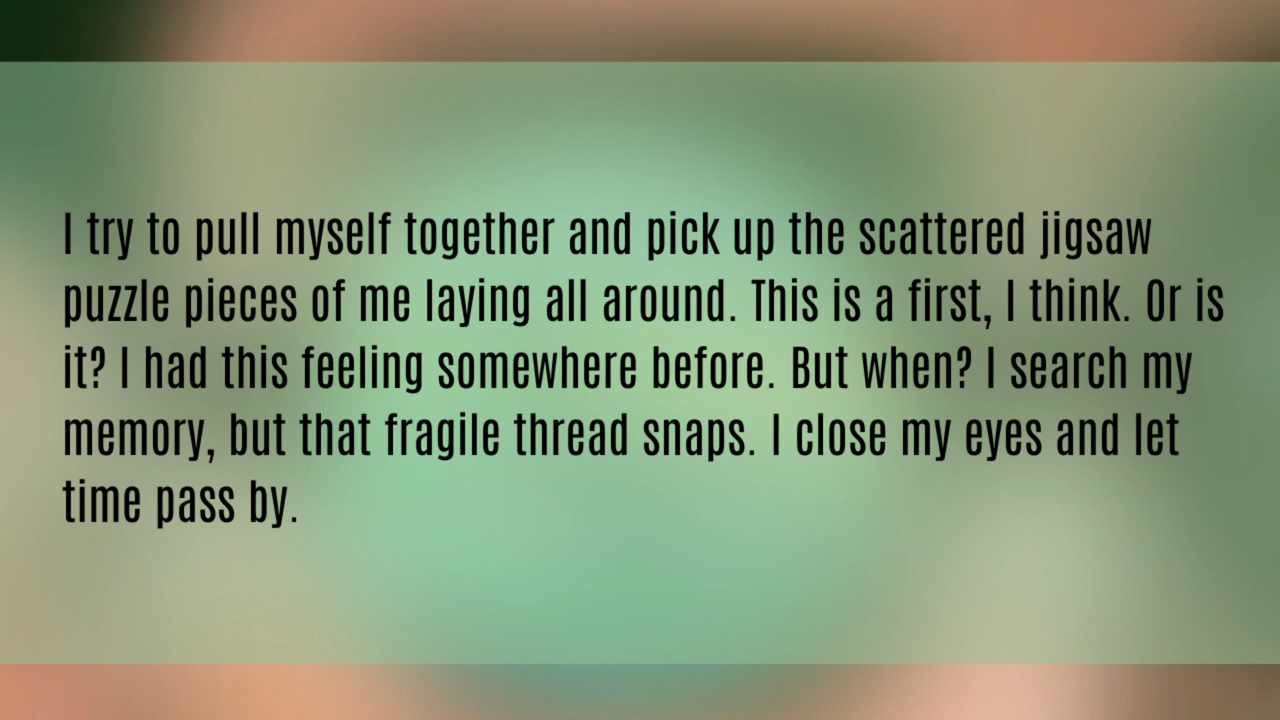 I try to pull myself together and pick up the scattered jigsaw
puzzle pieces of me laying all around. This is a first, I think. Or is
it? I had this feeling somewhere before. But when? I search my
memory, but that fragile thread snaps. I close my eyes and let
time pass by.